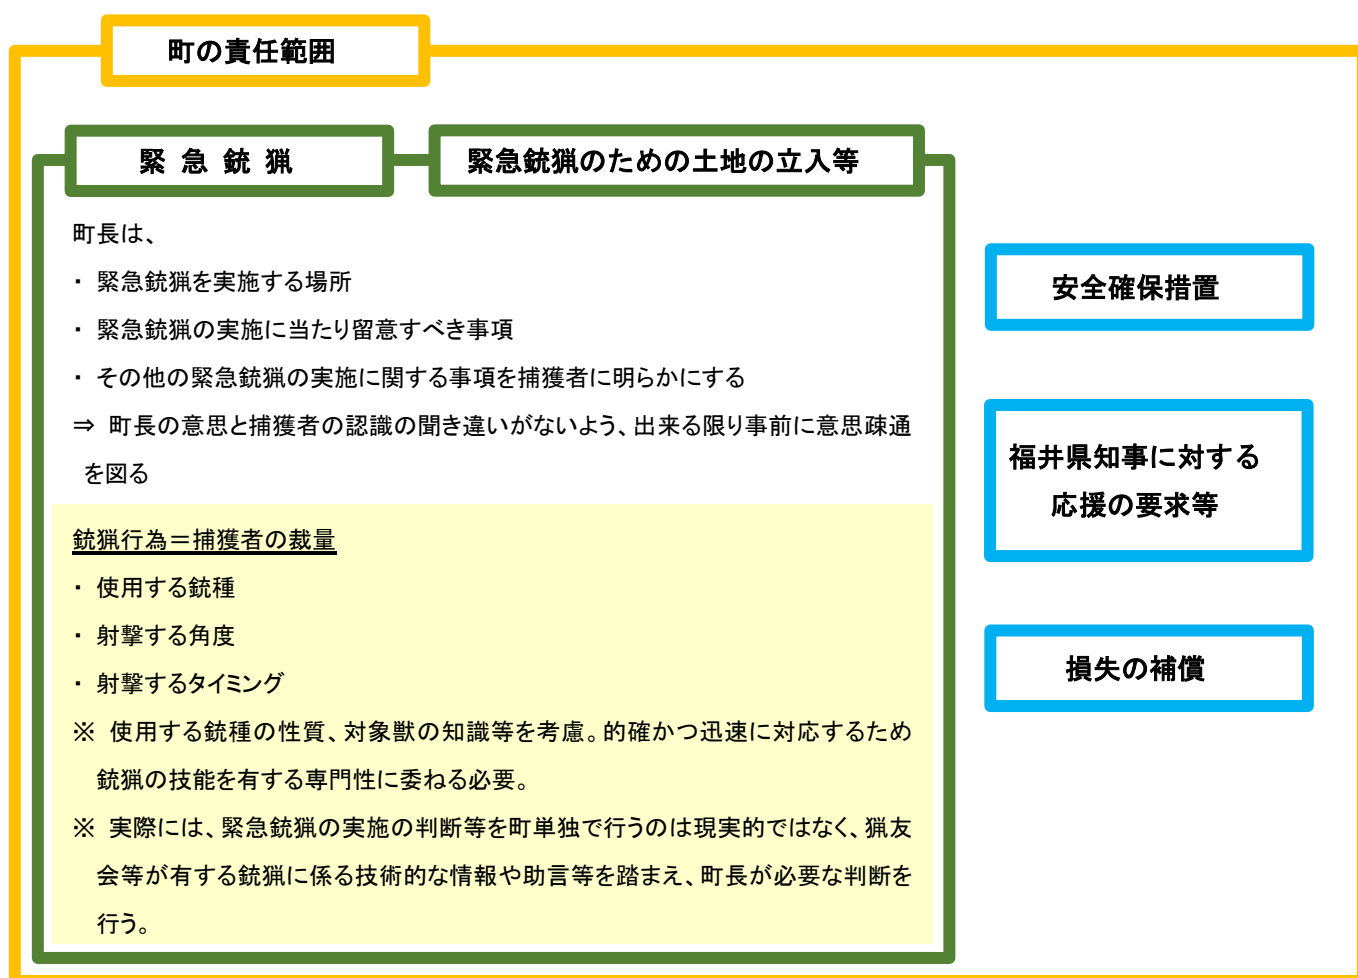 町の責任範囲
緊 急 銃 猟
緊急銃猟のための土地の立入等
町長は、
・ 緊急銃猟を実施する場所
・ 緊急銃猟の実施に当たり留意すべき事項
・ その他の緊急銃猟の実施に関する事項を捕獲者に明らかにする
⇒ 町長の意思と捕獲者の認識の聞き違いがないよう、出来る限り事前に意思疎通
を図る
銃猟行為＝捕獲者の裁量
・ 使用する銃種
・ 射撃する角度
・ 射撃するタイミング
※ 使用する銃種の性質、対象獣の知識等を考慮。的確かつ迅速に対応するため
銃猟の技能を有する専門性に委ねる必要。
※ 実際には、緊急銃猟の実施の判断等を町単独で行うのは現実的ではなく、猟友
会等が有する銃猟に係る技術的な情報や助言等を踏まえ、町長が必要な判断を
行う。
安全確保措置
福井県知事に対する
応援の要求等
損失の補償